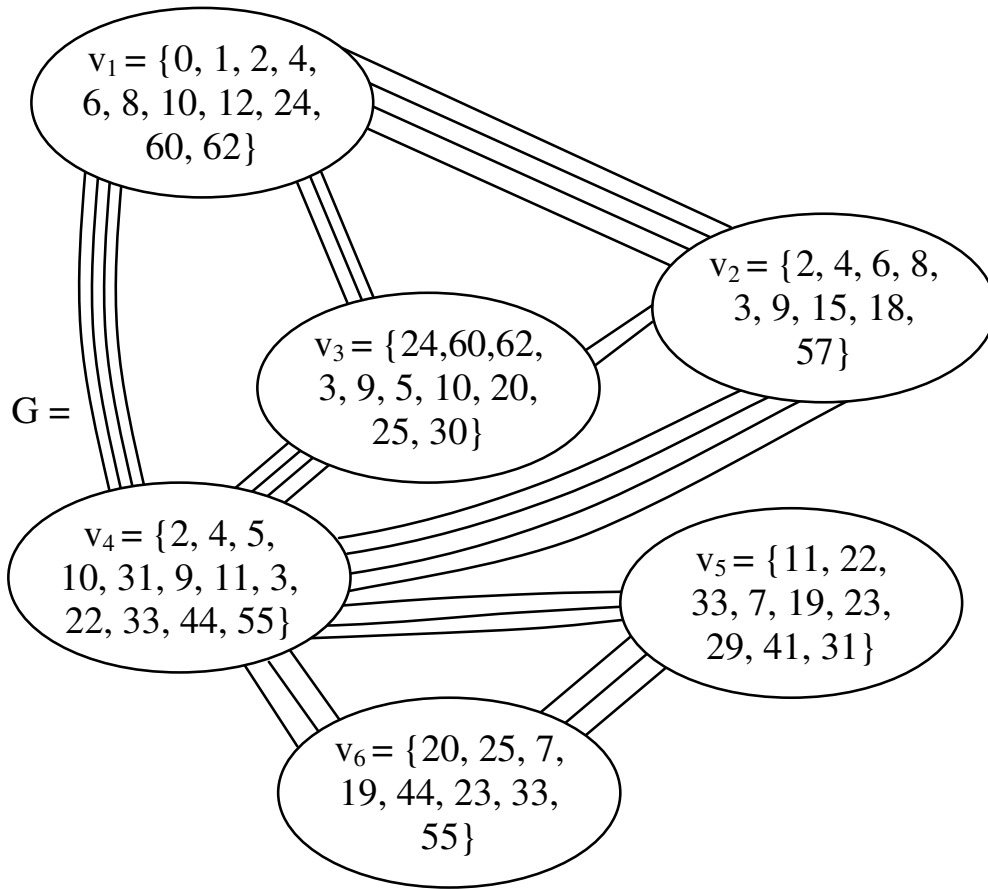 v₁ = {0, 1, 2, 4,
6, 8, 10, 12, 24,
60, 62}
v₂ = {2, 4, 6, 8,
3, 9, 15, 18,
57}
v₃ = {24,60,62,
3, 9, 5, 10, 20,
25, 30}
G =
v₄ = {2, 4, 5,
10, 31, 9, 11, 3,
22, 33, 44, 55}
v₅ = {11, 22,
33, 7, 19, 23,
29, 41, 31}
v₆ = {20, 25, 7,
19, 44, 23, 33,
55}